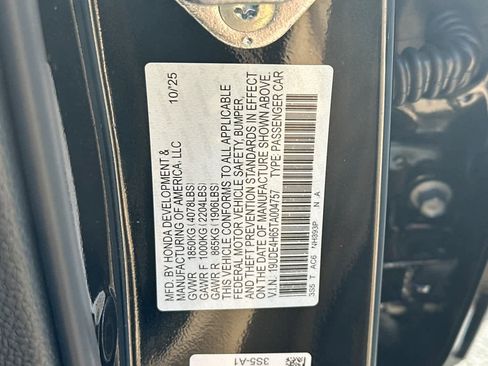 MFD. BY HONDA DEVELOPMENT & 10/25
MANUFACTURING OF AMERICA, LLC
GVWR 1850KG (4078LBS)
GAWR F 1000KG (2204LBS)
GAWR R 865KG (1906LBS)
THIS VEHICLE CONFORMS TO ALL APPLICABLE
FEDERAL MOTOR VEHICLE SAFETY, BUMPER,
AND THEFT PREVENTION STANDARDS IN EFFECT
ON THE DATE OF MANUFACTURE SHOWN ABOVE.
V.I.N.: 19UDE4H65TA004757 TYPE PASSENGER CAR
3S5 T AC6 NH893P N A
3S5-A1